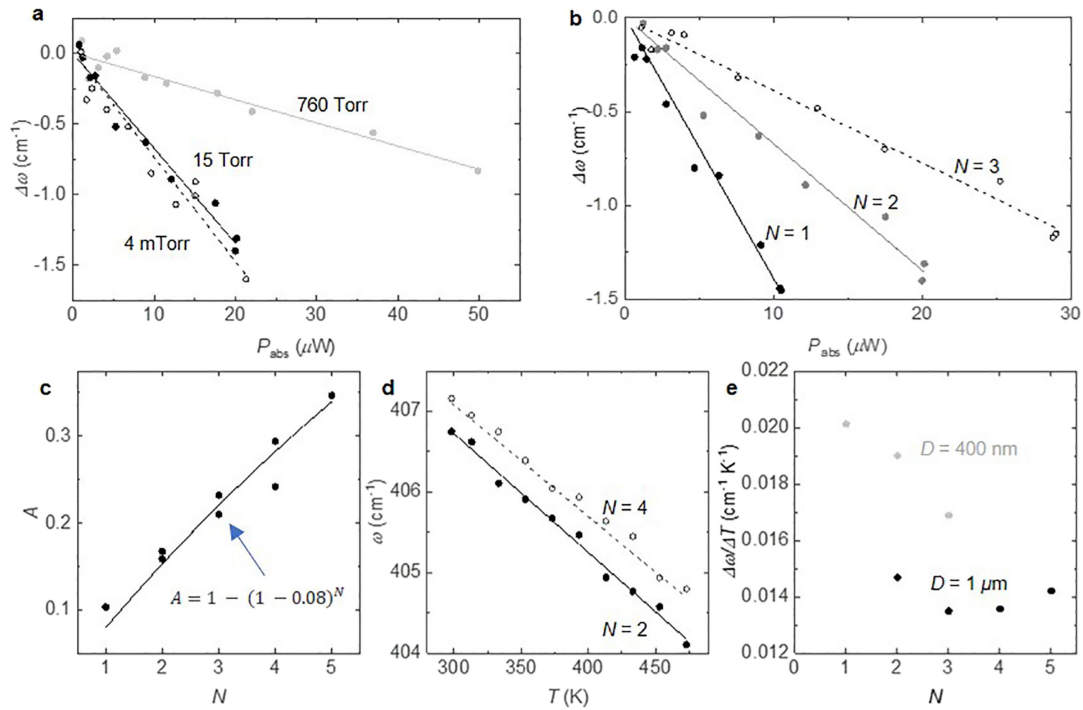 a
0.0
-0.5
-1.0
-1.5
Δω (cm⁻¹)
760 Torr
15 Torr
4 mTorr
0 10 20 30 40 50
P_abs (μW)
b
0.0
-0.5
-1.0
-1.5
Δω (cm⁻¹)
N = 3
N = 2
N = 1
0 10 20 30
P_abs (μW)
c
0.3
0.2
0.1
A
A = 1 − (1 − 0.08)^N
1 2 3 4 5
N
d
407
406
405
404
ω (cm⁻¹)
N = 4
N = 2
300 350 400 450
T (K)
e
0.022
0.020
0.018
0.016
0.014
0.012
Δω/ΔT (cm⁻¹ K⁻¹)
D = 400 nm
D = 1 μm
0 1 2 3 4 5
N